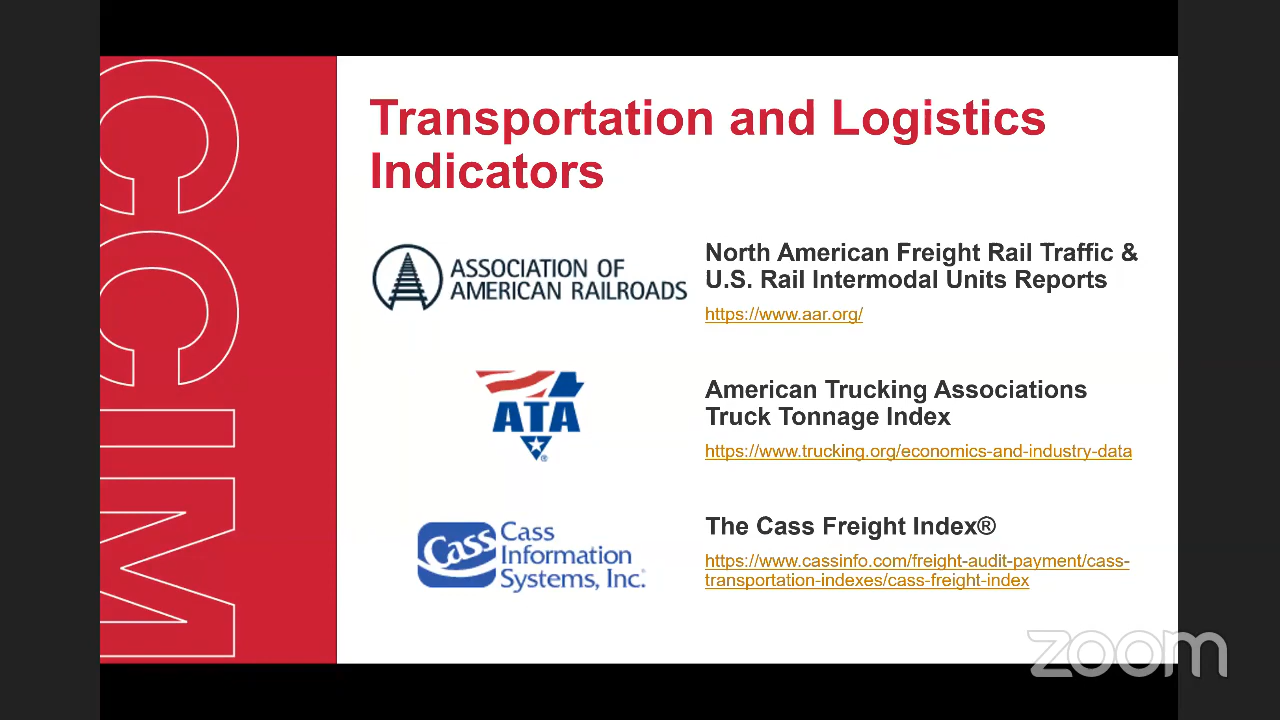 CCIM
Transportation and Logistics
Indicators
ASSOCIATION OF
AMERICAN RAILROADS
North American Freight Rail Traffic &
U.S. Rail Intermodal Units Reports
https://www.aar.org/
ATA
®
American Trucking Associations
Truck Tonnage Index
https://www.trucking.org/economics-and-industry-data
Cass
Cass
Information
Systems, Inc.
The Cass Freight Index®
https://www.cassinfo.com/freight-audit-payment/cass-
transportation-indexes/cass-freight-index
zoom